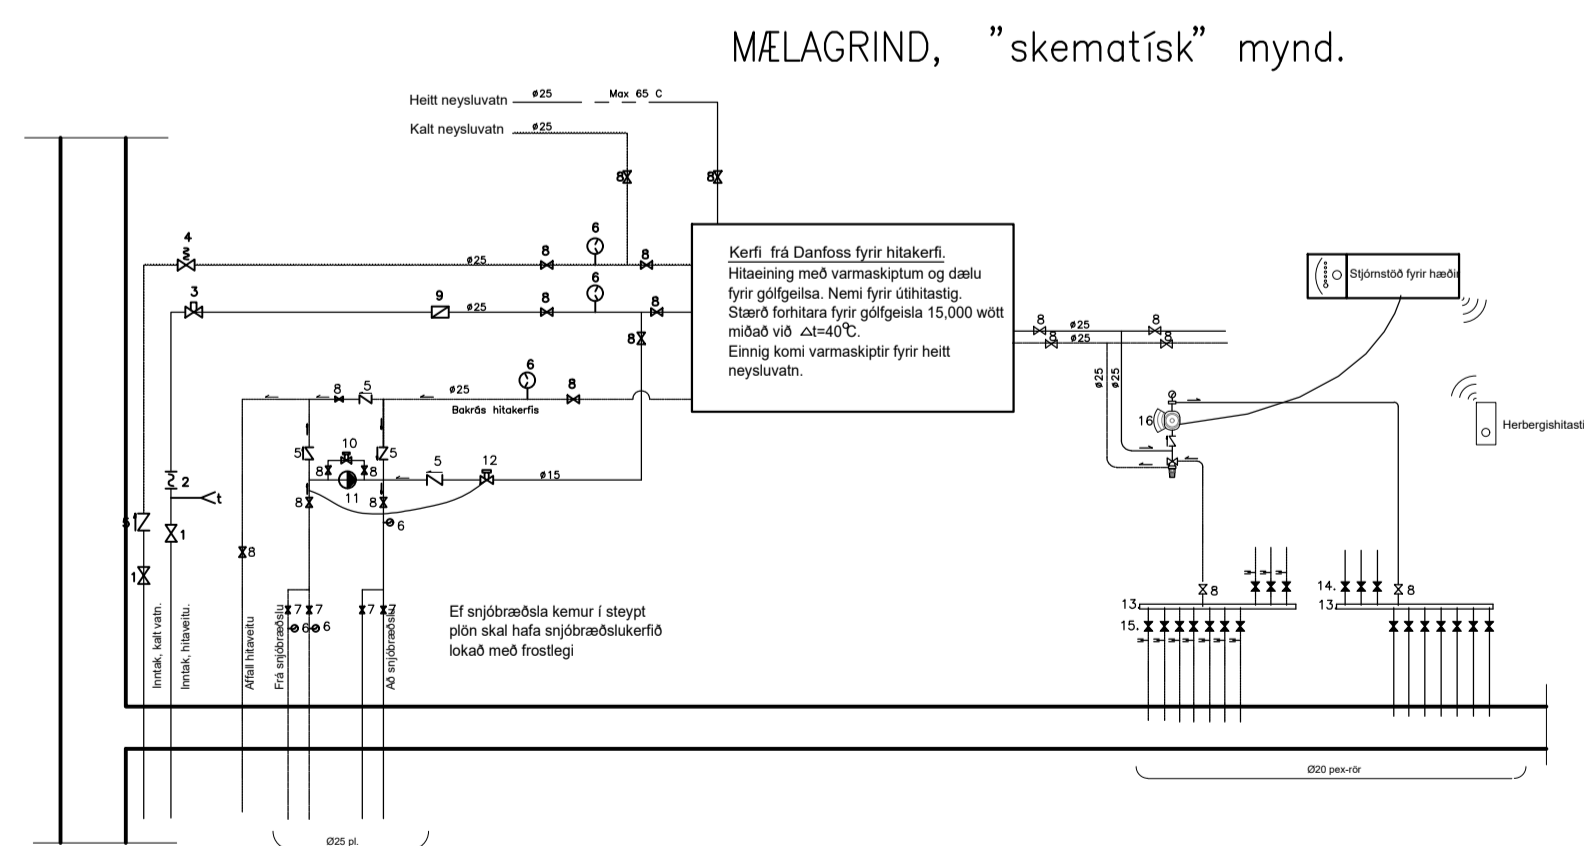 MÆLAGRIND, ”skematísk” mynd.
Heitt neysluvatn ø25 Max 65 C
Kalt neysluvatn ø25
8 8
4 ø25 8 6 8
3 9 ø25 8 6 8
8
Kerfi frá Danfoss fyrir hitakerfi.
Hitaeining með varmaskiptum og dælu
fyrir gólfgeilsa. Nemi fyrir útihitastig.
Stærð forhitara fyrir gólfgeisla 15,000 wött
miðað við Δt=40°C.
Einnig komi varmaskiptir fyrir heitt
neysluvatn.
Stjórnstöð fyrir hæðir
8 ø25 8
8 ø25 8
ø25 ø25
16
Herbergishitasti
8 5 ø25 6 8
Bakrás hitakerfis
5 10 5 5 12 ø15
8 8
11
8 8
6
2 t
5 1
1
8
7 7 7
6 6
Inntak, kalt vatn.
Inntak, hitaveitu.
Affall hitaveitu
Frá snjóbræðslu
Að snjóbræðslu
Ef snjóbræðsla kemur í steypt
plön skal hafa snjóbræðslukerfið
lokað með frostlegi
8 14. 8
13. 13.
15.
Ø20 pex-rör
Ø25 pl.